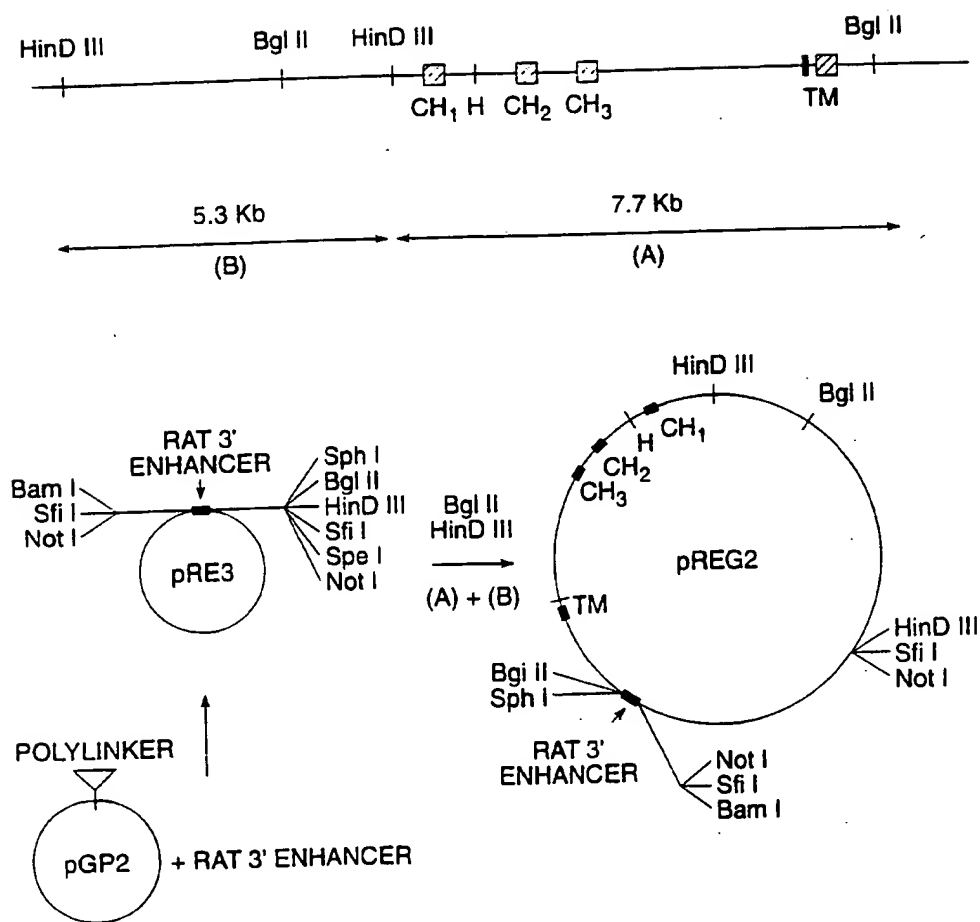 HinD III
Bgl II
HinD III
Bgl II
CH1
H
CH2
CH3
TM
5.3 Kb
7.7 Kb
(B)
(A)
RAT 3'
ENHANCER
Bam I
Sfi I
Not I
Sph I
Bgl II
HinD III
Sfi I
Spe I
Not I
pRE3
Bgl II
HinD III
(A) + (B)
HinD III
Bgl II
CH1
H
CH2
CH3
pREG2
TM
HinD III
Sfi I
Not I
Bgi II
Sph I
RAT 3'
ENHANCER
Not I
Sfi I
Bam I
POLYLINKER
pGP2
+ RAT 3' ENHANCER